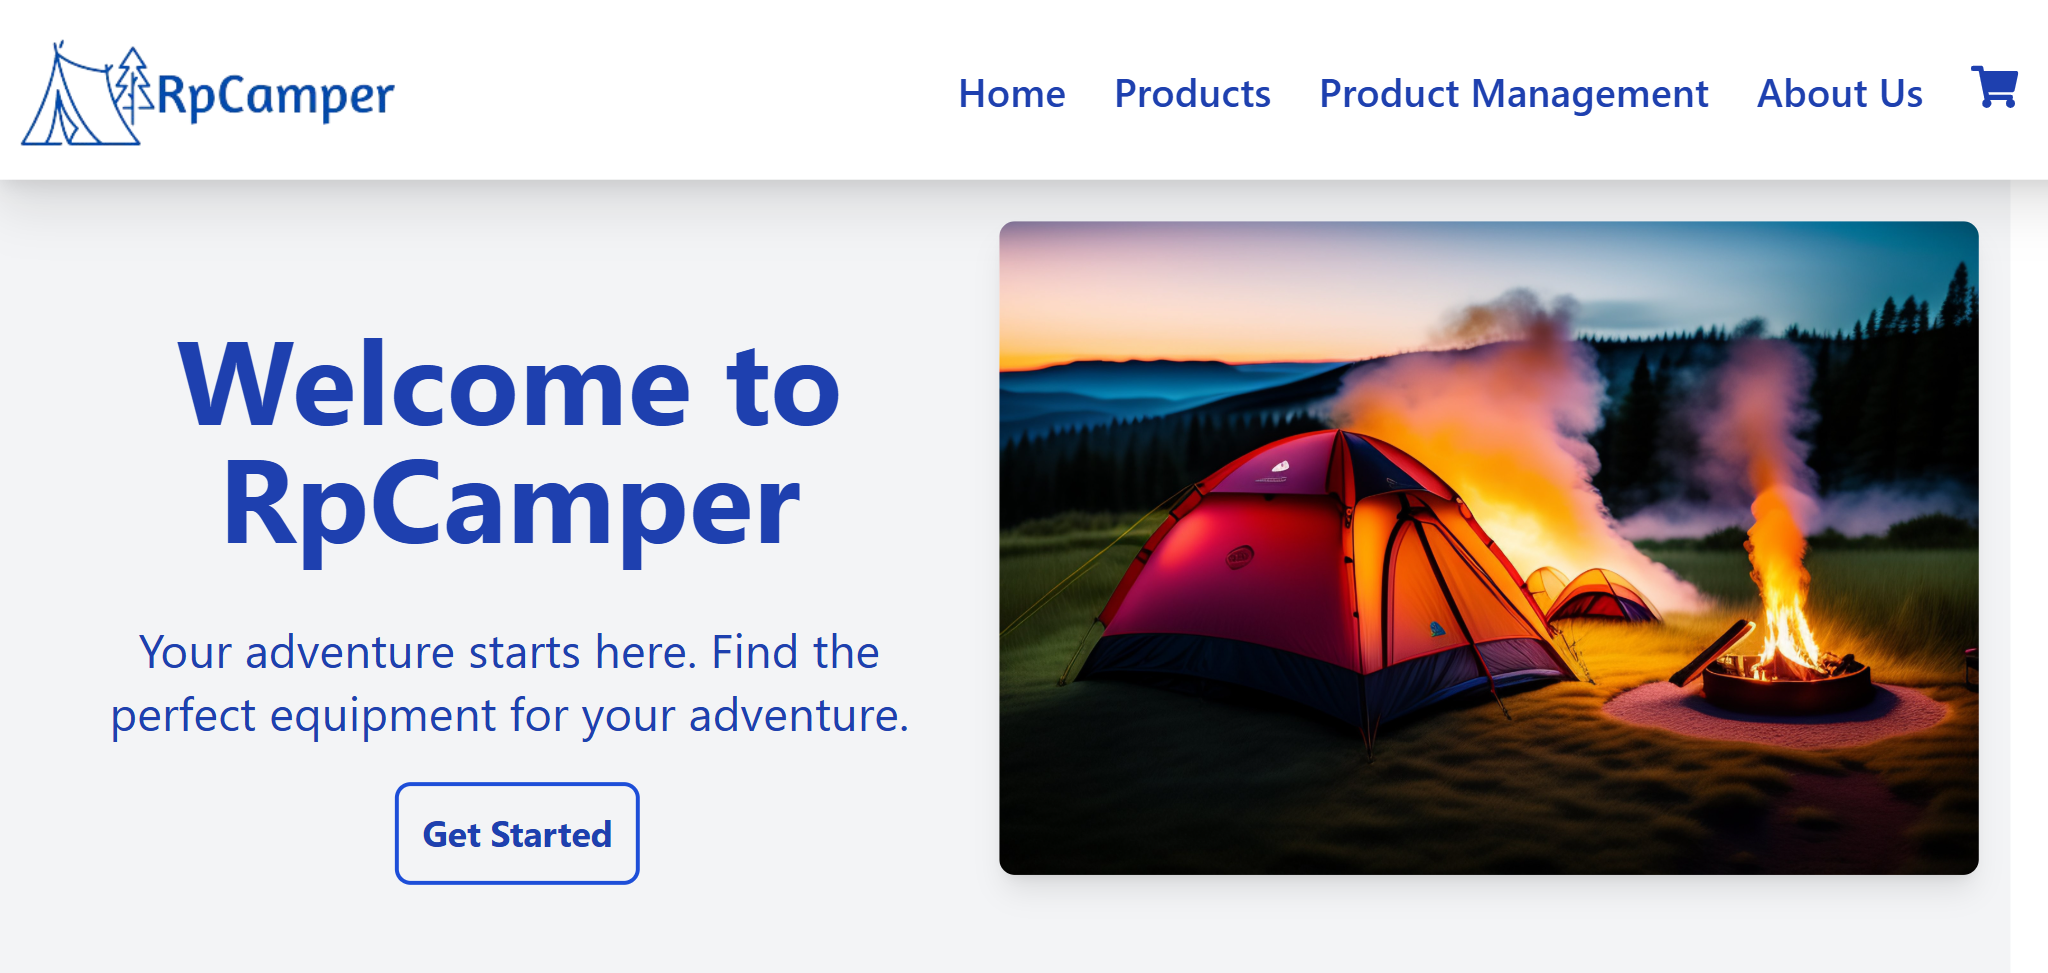 RpCamper
Home
Products
Product Management
About Us
Welcome to
RpCamper
Your adventure starts here. Find the
perfect equipment for your adventure.
Get Started